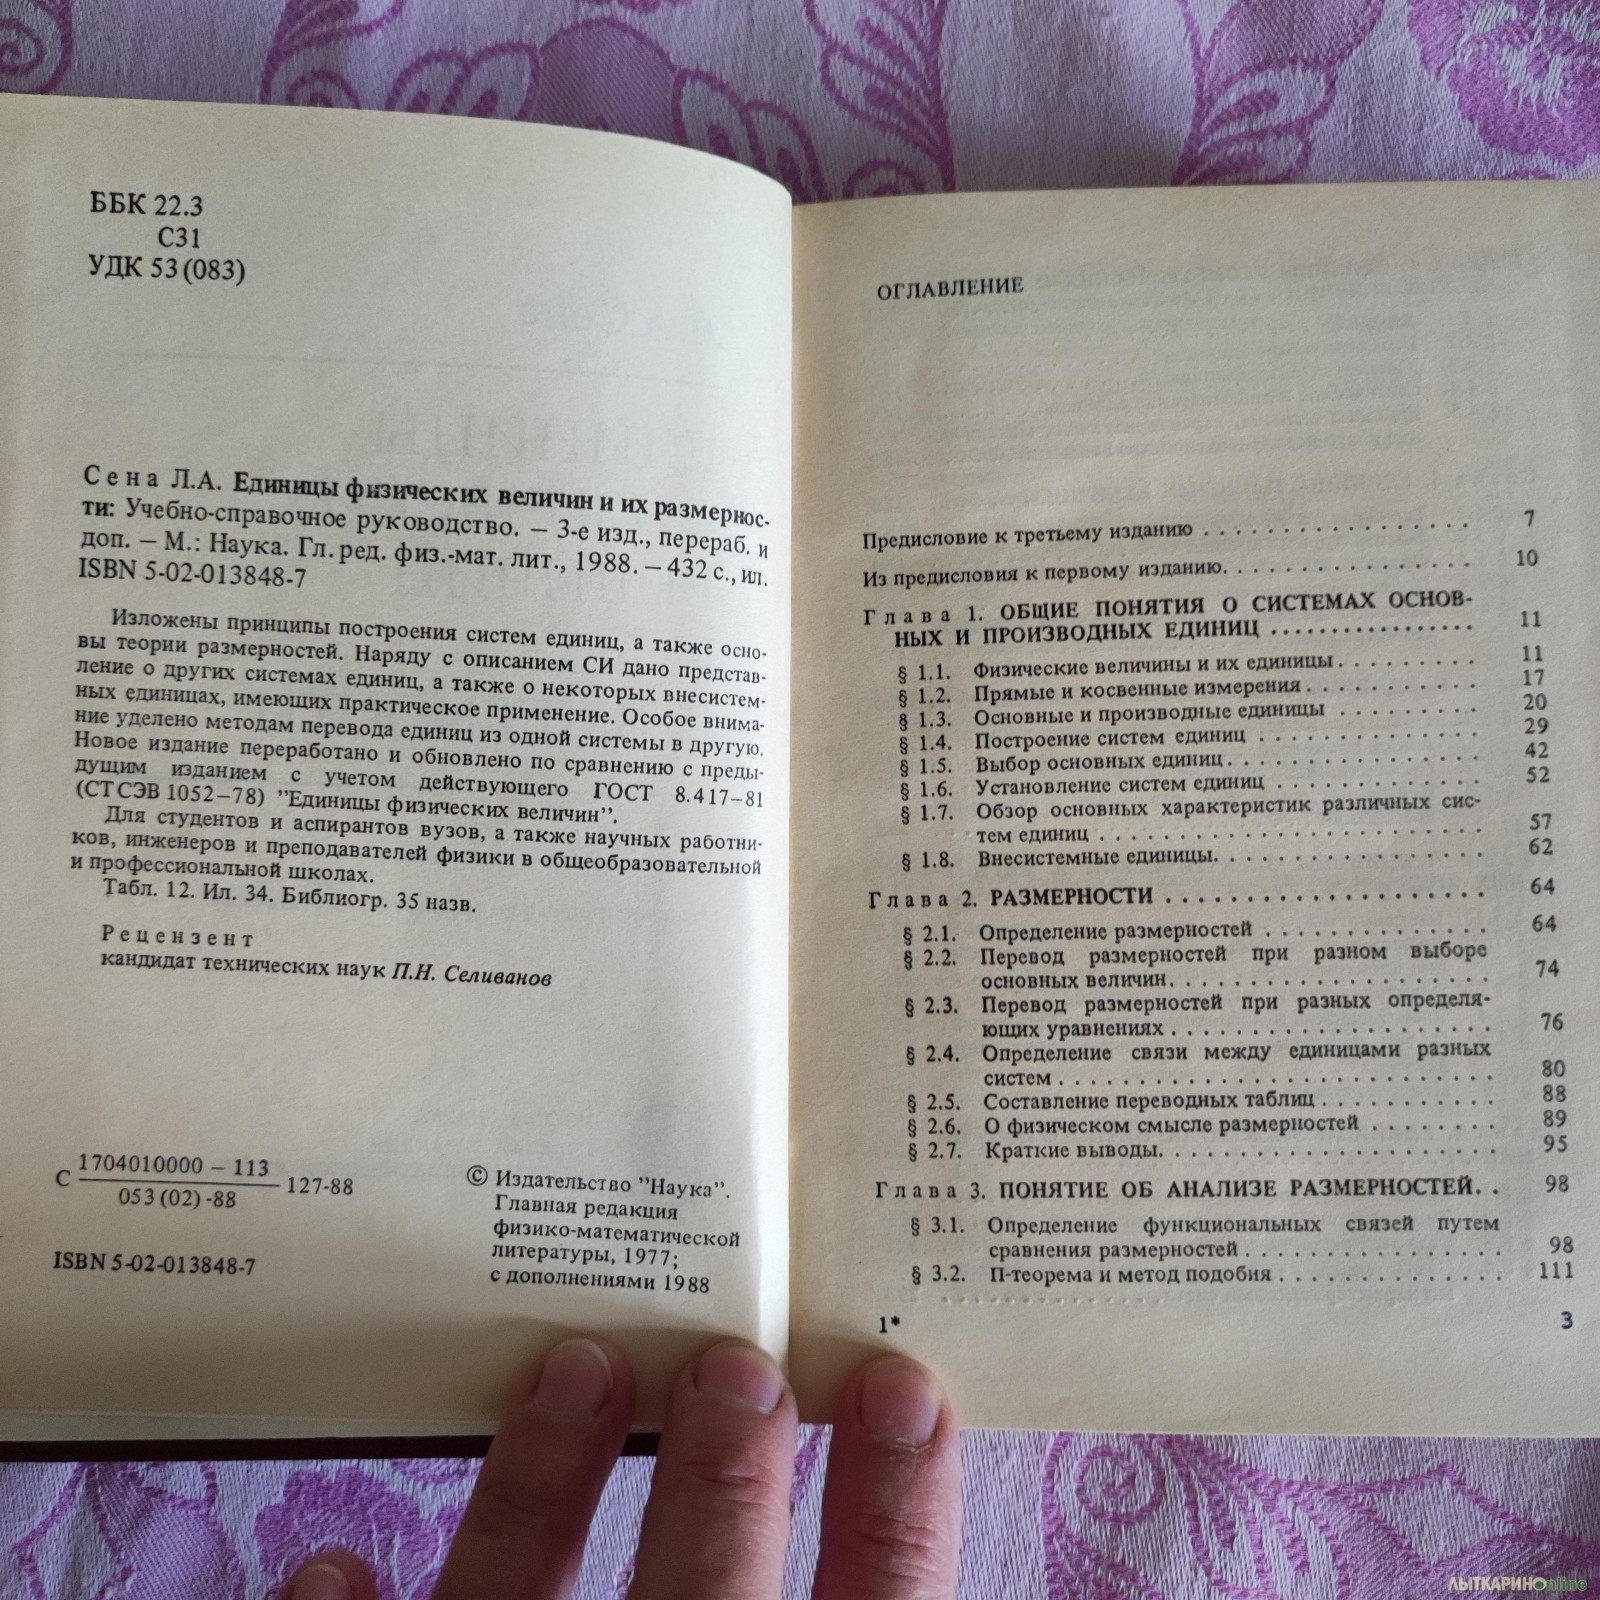 ББК 22.3
С31
УДК 53(083)
Сена Л.А. Единицы физических величин и их размернос-
ти: Учебно-справочное руководство. — 3-е изд., перераб. и
доп. — М.: Наука. Гл. ред. физ.-мат. лит., 1988. — 432 с., ил.
ISBN 5-02-013848-7
Изложены принципы построения систем единиц, а также осно-
вы теории размерностей. Наряду с описанием СИ дано представ-
ление о других системах единиц, а также о некоторых внесистем-
ных единицах, имеющих практическое применение. Особое внима-
ние уделено методам перевода единиц из одной системы в другую.
Новое издание переработано и обновлено по сравнению с преды-
дущим изданием с учетом действующего ГОСТ 8.417—81
(СТ СЭВ 1052—78) "Единицы физических величин".
Для студентов и аспирантов вузов, а также научных работни-
ков, инженеров и преподавателей физики в общеобразовательной
и профессиональной школах.
Табл. 12. Ил. 34. Библиогр. 35 назв.
Рецензент
кандидат технических наук П.Н. Селиванов
С 1704010000 — 113
053 (02) -88 127-88
ISBN 5-02-013848-7
© Издательство "Наука".
Главная редакция
физико-математической
литературы, 1977;
с дополнениями 1988
ОГЛАВЛЕНИЕ
Предисловие к третьему изданию . . . . . . . . . . . . . . . . . 7
Из предисловия к первому изданию. . . . . . . . . . . . . . . . 10
Глава 1. ОБЩИЕ ПОНЯТИЯ О СИСТЕМАХ ОСНОВ-
НЫХ И ПРОИЗВОДНЫХ ЕДИНИЦ . . . . . . . . . . . . . . . . 11
§ 1.1. Физические величины и их единицы . . . . . . . . . . 11
§ 1.2. Прямые и косвенные измерения . . . . . . . . . . . 17
§ 1.3. Основные и производные единицы . . . . . . . . . 20
§ 1.4. Построение систем единиц . . . . . . . . . . . . . . 29
§ 1.5. Выбор основных единиц . . . . . . . . . . . . . . . . 42
§ 1.6. Установление систем единиц . . . . . . . . . . . . . 52
§ 1.7. Обзор основных характеристик различных сис-
тем единиц . . . . . . . . . . . . . . . . . . . . . . . . 57
§ 1.8. Внесистемные единицы. . . . . . . . . . . . . . . . . 62
Глава 2. РАЗМЕРНОСТИ . . . . . . . . . . . . . . . . . . . . 64
§ 2.1. Определение размерностей . . . . . . . . . . . . . . 64
§ 2.2. Перевод размерностей при разном выборе
основных величин. . . . . . . . . . . . . . . . . . . . 74
§ 2.3. Перевод размерностей при разных определя-
ющих уравнениях . . . . . . . . . . . . . . . . . . . . 76
§ 2.4. Определение связи между единицами разных
систем . . . . . . . . . . . . . . . . . . . . . . . . . . . 80
§ 2.5. Составление переводных таблиц . . . . . . . . . . . 88
§ 2.6. О физическом смысле размерностей . . . . . . . . 89
§ 2.7. Краткие выводы. . . . . . . . . . . . . . . . . . . . . 95
Глава 3. ПОНЯТИЕ ОБ АНАЛИЗЕ РАЗМЕРНОСТЕЙ. . 98
§ 3.1. Определение функциональных связей путем
сравнения размерностей . . . . . . . . . . . . . . . . 98
§ 3.2. П-теорема и метод подобия . . . . . . . . . . . . . . 111
1*
3
ЛЫТКАРИНОonline